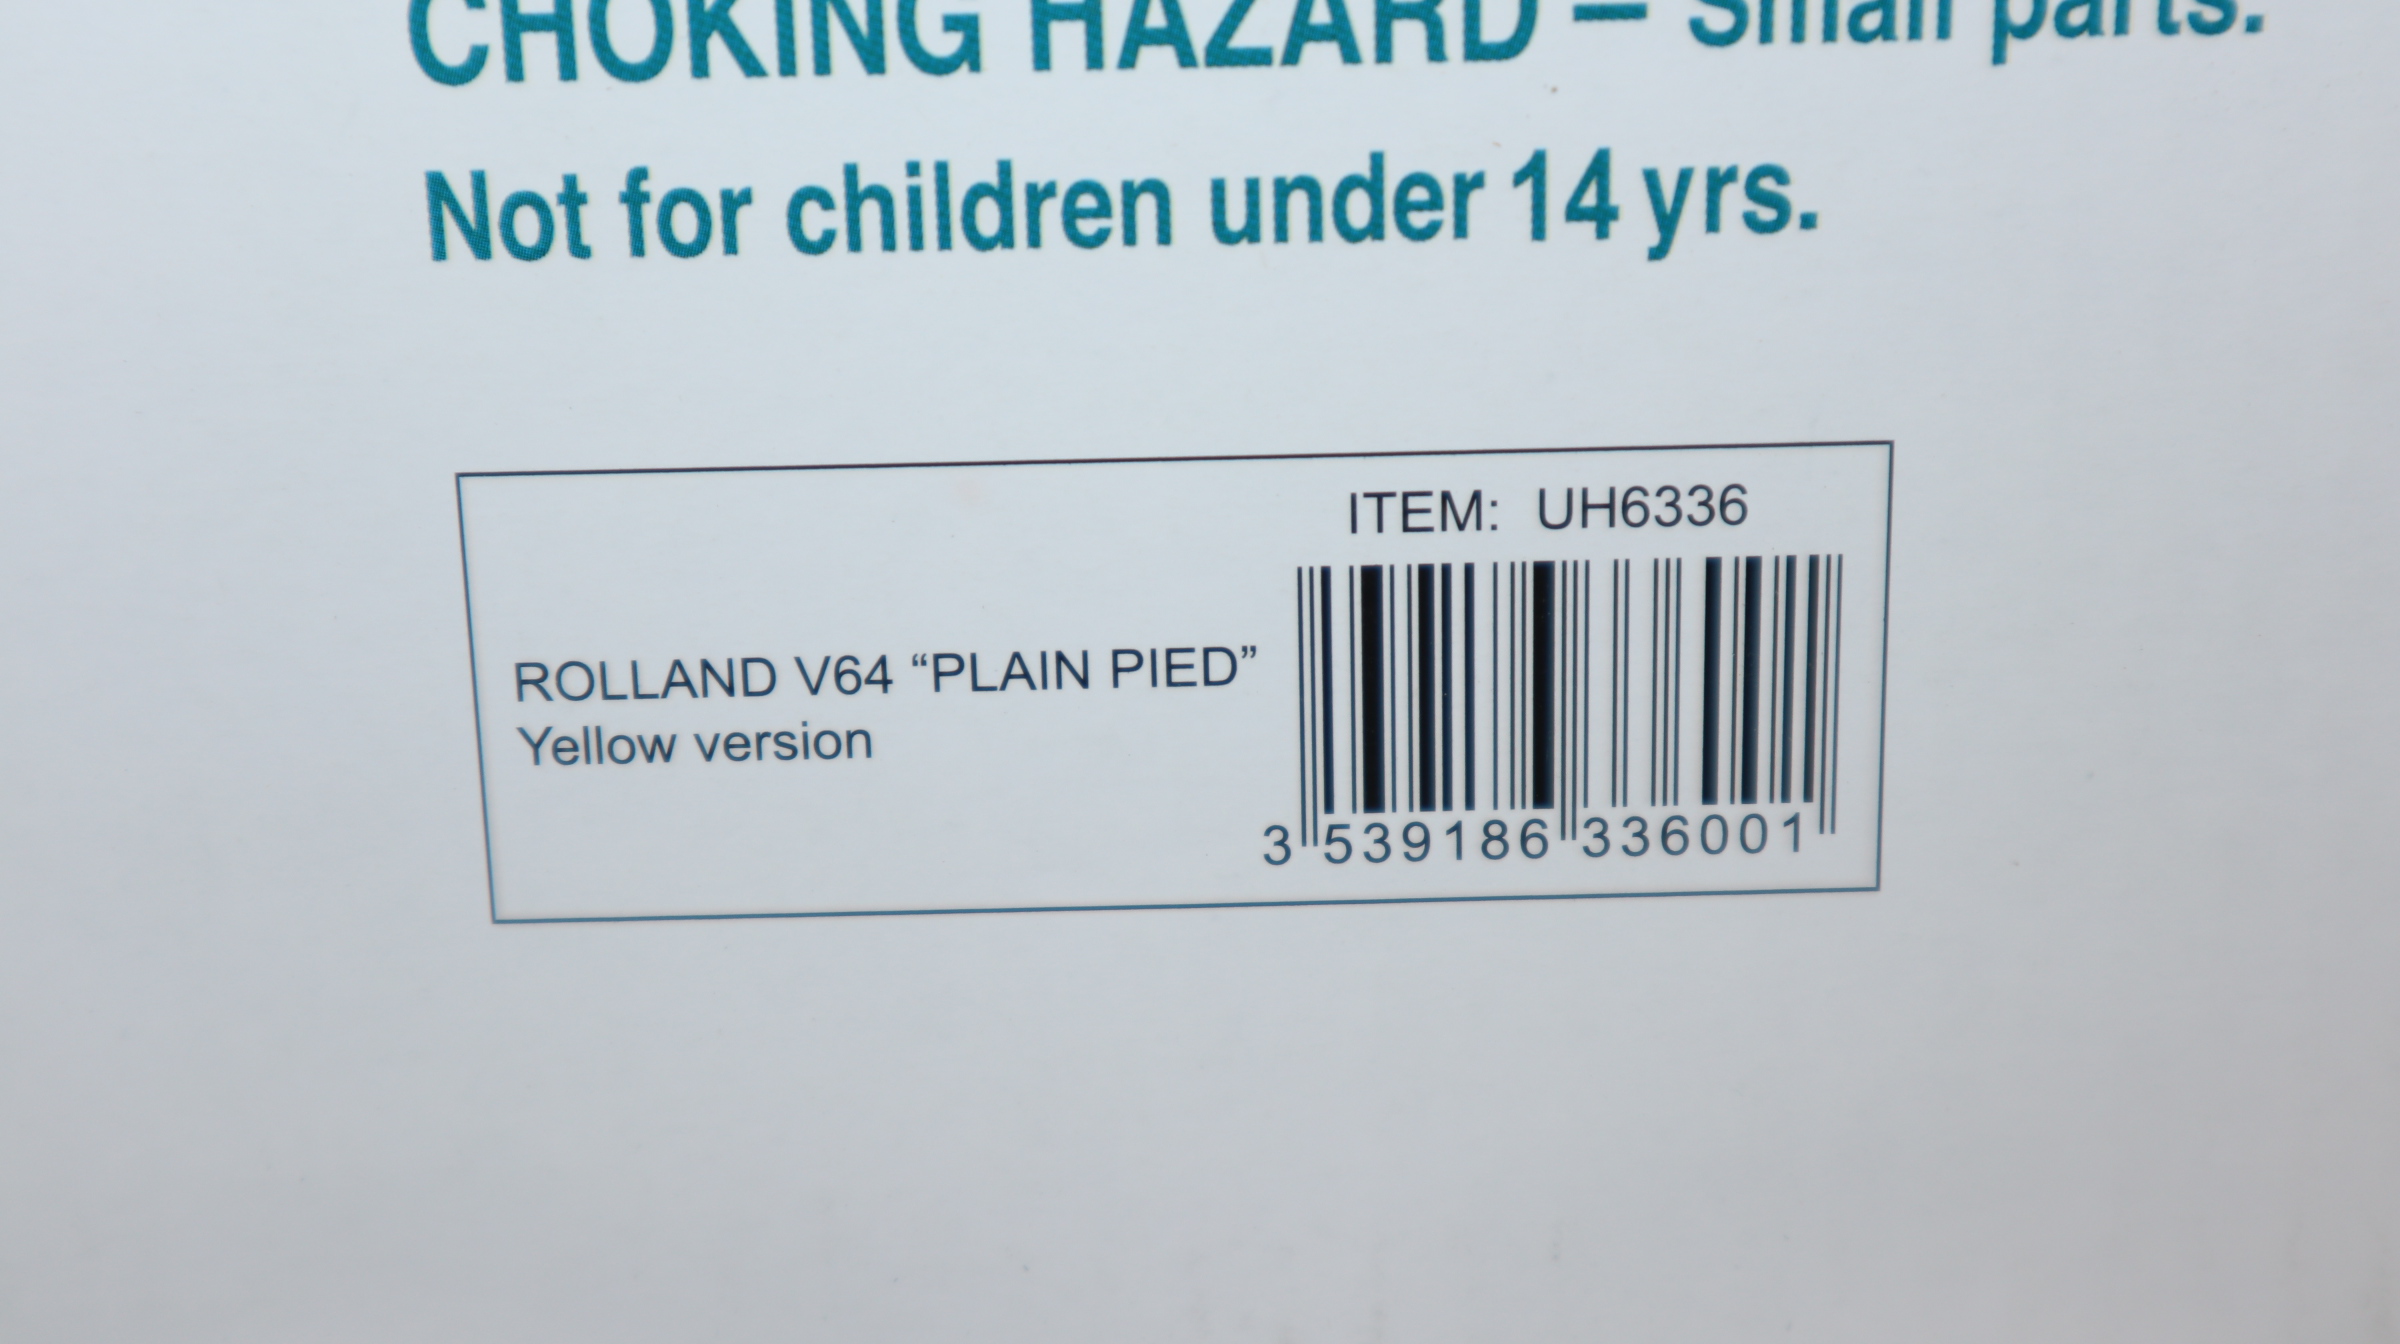 CHOKING HAZARD – Small parts.
Not for children under 14 yrs.
ITEM: UH6336
ROLLAND V64 “PLAIN PIED”
Yellow version
3 539186 336001